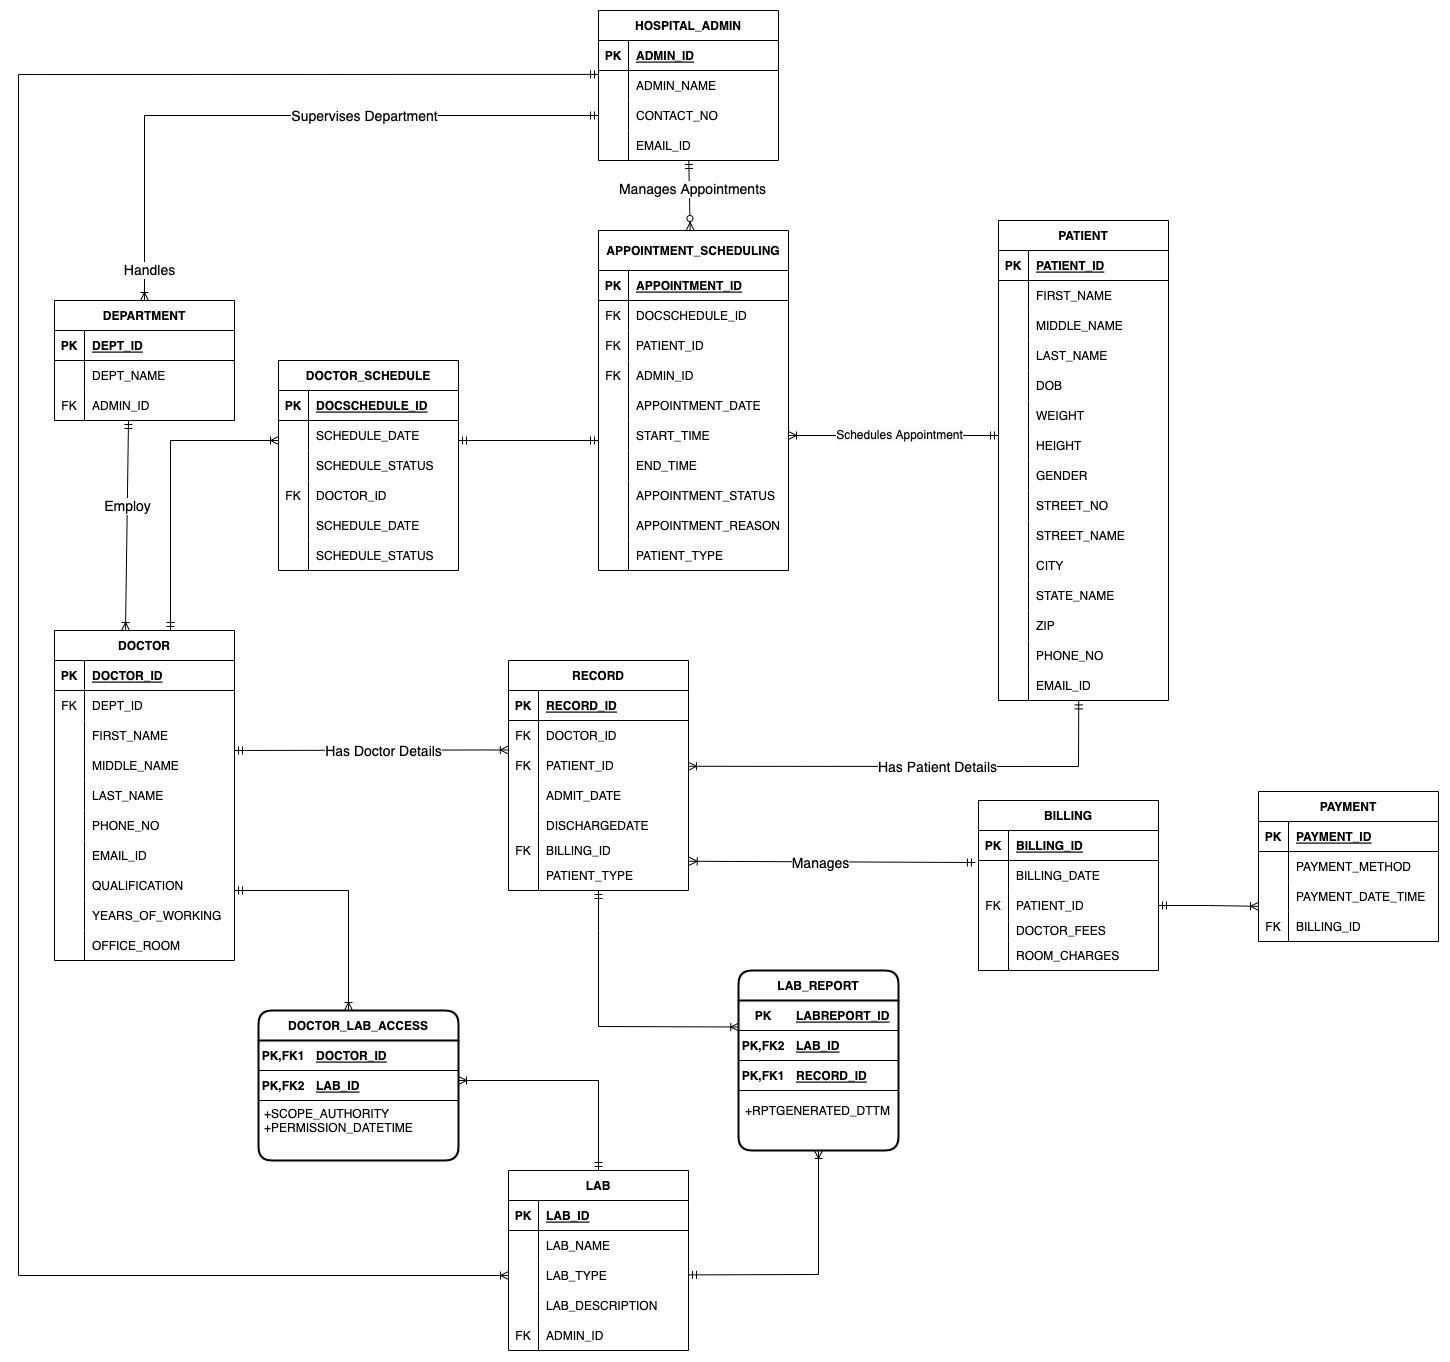 HOSPITAL_ADMIN
PK ADMIN_ID
ADMIN_NAME
CONTACT_NO
EMAIL_ID
Supervises Department
Handles
Manages Appointments
APPOINTMENT_SCHEDULING
PK APPOINTMENT_ID
FK DOCSCHEDULE_ID
FK PATIENT_ID
FK ADMIN_ID
APPOINTMENT_DATE
START_TIME
END_TIME
APPOINTMENT_STATUS
APPOINTMENT_REASON
PATIENT_TYPE
PATIENT
PK PATIENT_ID
FIRST_NAME
MIDDLE_NAME
LAST_NAME
DOB
WEIGHT
HEIGHT
GENDER
STREET_NO
STREET_NAME
CITY
STATE_NAME
ZIP
PHONE_NO
EMAIL_ID
Schedules Appointment
DEPARTMENT
PK DEPT_ID
DEPT_NAME
FK ADMIN_ID
DOCTOR_SCHEDULE
PK DOCSCHEDULE_ID
SCHEDULE_DATE
SCHEDULE_STATUS
FK DOCTOR_ID
SCHEDULE_DATE
SCHEDULE_STATUS
Employ
DOCTOR
PK DOCTOR_ID
FK DEPT_ID
FIRST_NAME
MIDDLE_NAME
LAST_NAME
PHONE_NO
EMAIL_ID
QUALIFICATION
YEARS_OF_WORKING
OFFICE_ROOM
Has Doctor Details
RECORD
PK RECORD_ID
FK DOCTOR_ID
FK PATIENT_ID
ADMIT_DATE
DISCHARGEDATE
FK BILLING_ID
PATIENT_TYPE
Has Patient Details
Manages
BILLING
PK BILLING_ID
BILLING_DATE
FK PATIENT_ID
DOCTOR_FEES
ROOM_CHARGES
PAYMENT
PK PAYMENT_ID
PAYMENT_METHOD
PAYMENT_DATE_TIME
FK BILLING_ID
LAB_REPORT
PK LABREPORT_ID
PK,FK2 LAB_ID
PK,FK1 RECORD_ID
+RPTGENERATED_DTTM
DOCTOR_LAB_ACCESS
PK,FK1 DOCTOR_ID
PK,FK2 LAB_ID
+SCOPE_AUTHORITY
+PERMISSION_DATETIME
LAB
PK LAB_ID
LAB_NAME
LAB_TYPE
LAB_DESCRIPTION
FK ADMIN_ID